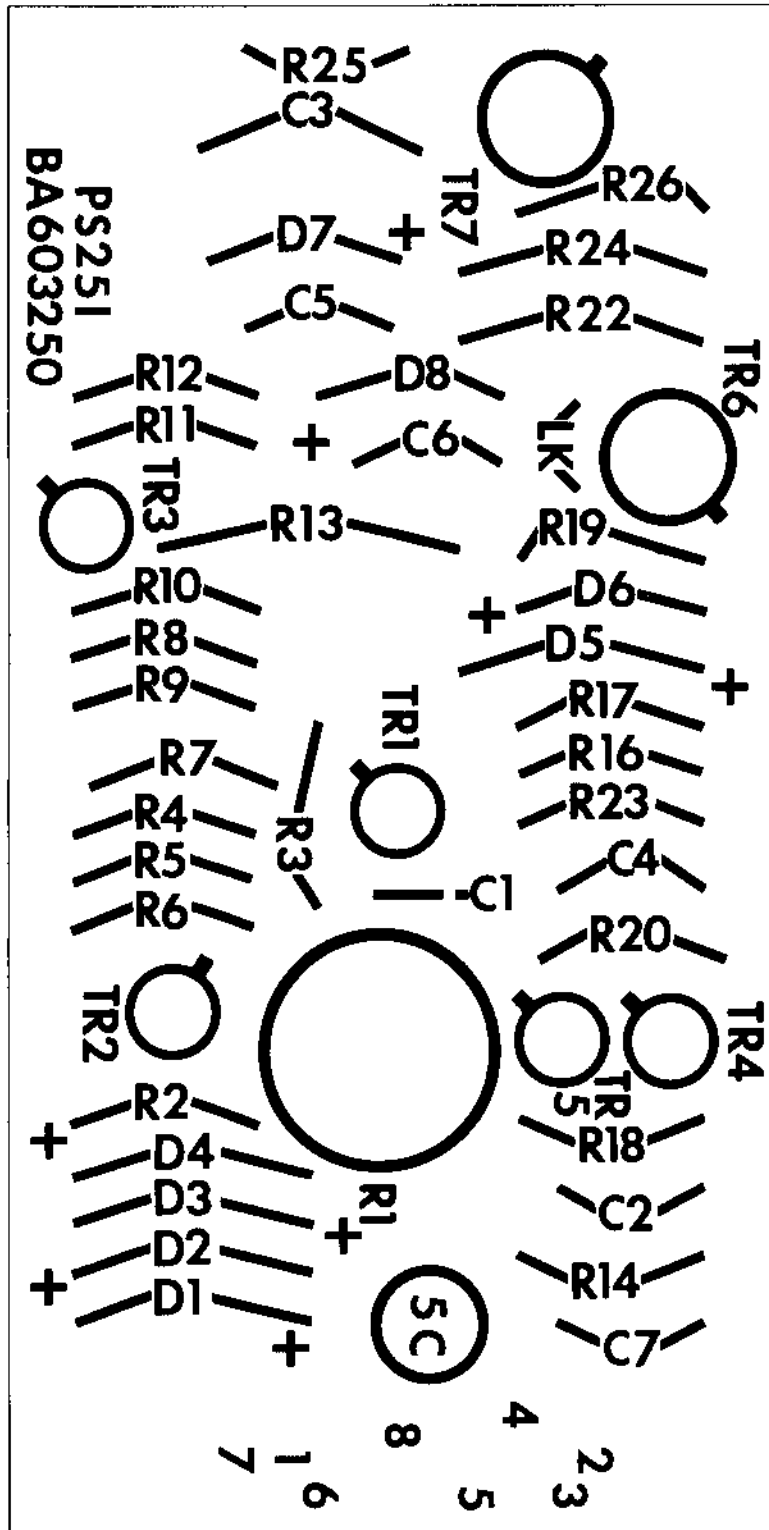 R25
C3
TR7
R26
PS251
BA603250
D7
+
R24
C5
R22
R12
D8
TR6
R11
+
C6
LK
TR3
R13
R19
R10
D6
+
R8
D5
R9
+
R17
TR1
R7
R16
R4
R23
R3
R5
C4
C1
R6
R20
TR2
TR5
TR4
R2
+
R18
D4
D3
R1
C2
+
D2
R14
+
D1
5C
+
C7
8
4
7
1
6
5
3
2